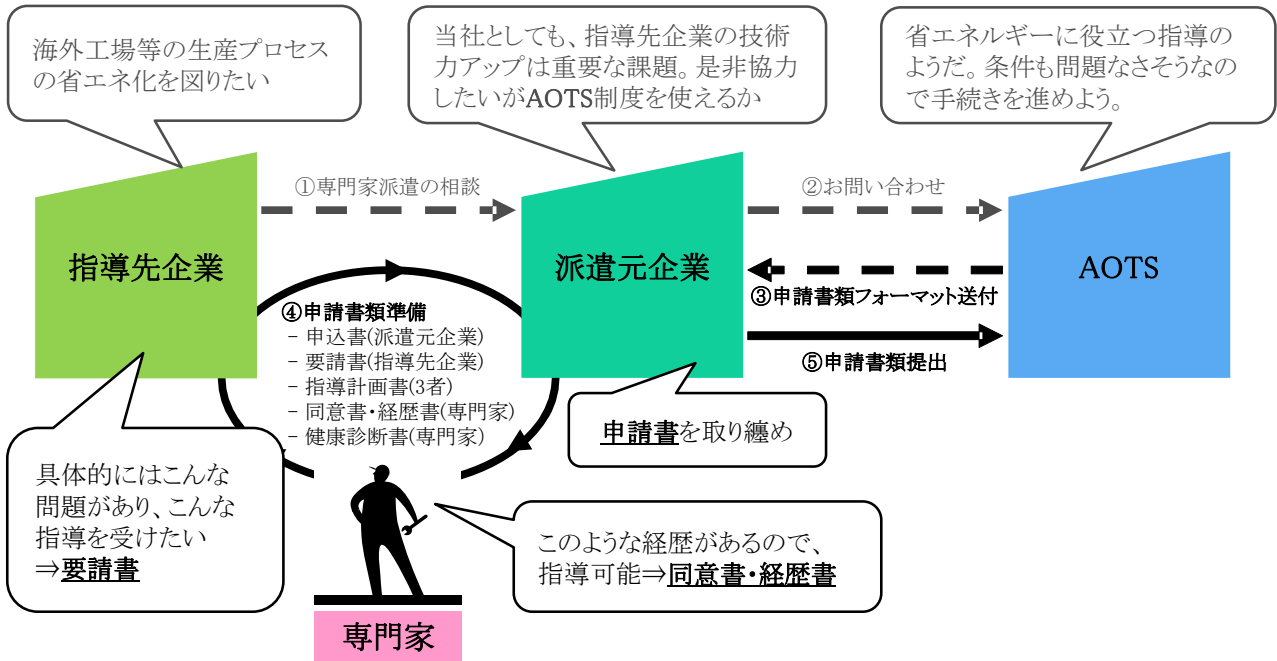 海外工場等の生産プロセス
の省エネ化を図りたい
当社としても、指導先企業の技術
力アップは重要な課題。是非協力
したいがAOTS制度を使えるか
省エネルギーに役立つ指導の
ようだ。条件も問題なさそうなの
で手続きを進めよう。
①専門家派遣の相談
②お問い合わせ
指導先企業
派遣元企業
AOTS
③申請書類フォーマット送付
④申請書類準備
- 申込書(派遣元企業)
- 要請書(指導先企業)
- 指導計画書(3者)
- 同意書・経歴書(専門家)
- 健康診断書(専門家)
⑤申請書類提出
申請書を取り纏め
具体的にはこんな
問題があり、こんな
指導を受けたい
⇒要請書
このような経歴があるので、
指導可能⇒同意書・経歴書
専門家